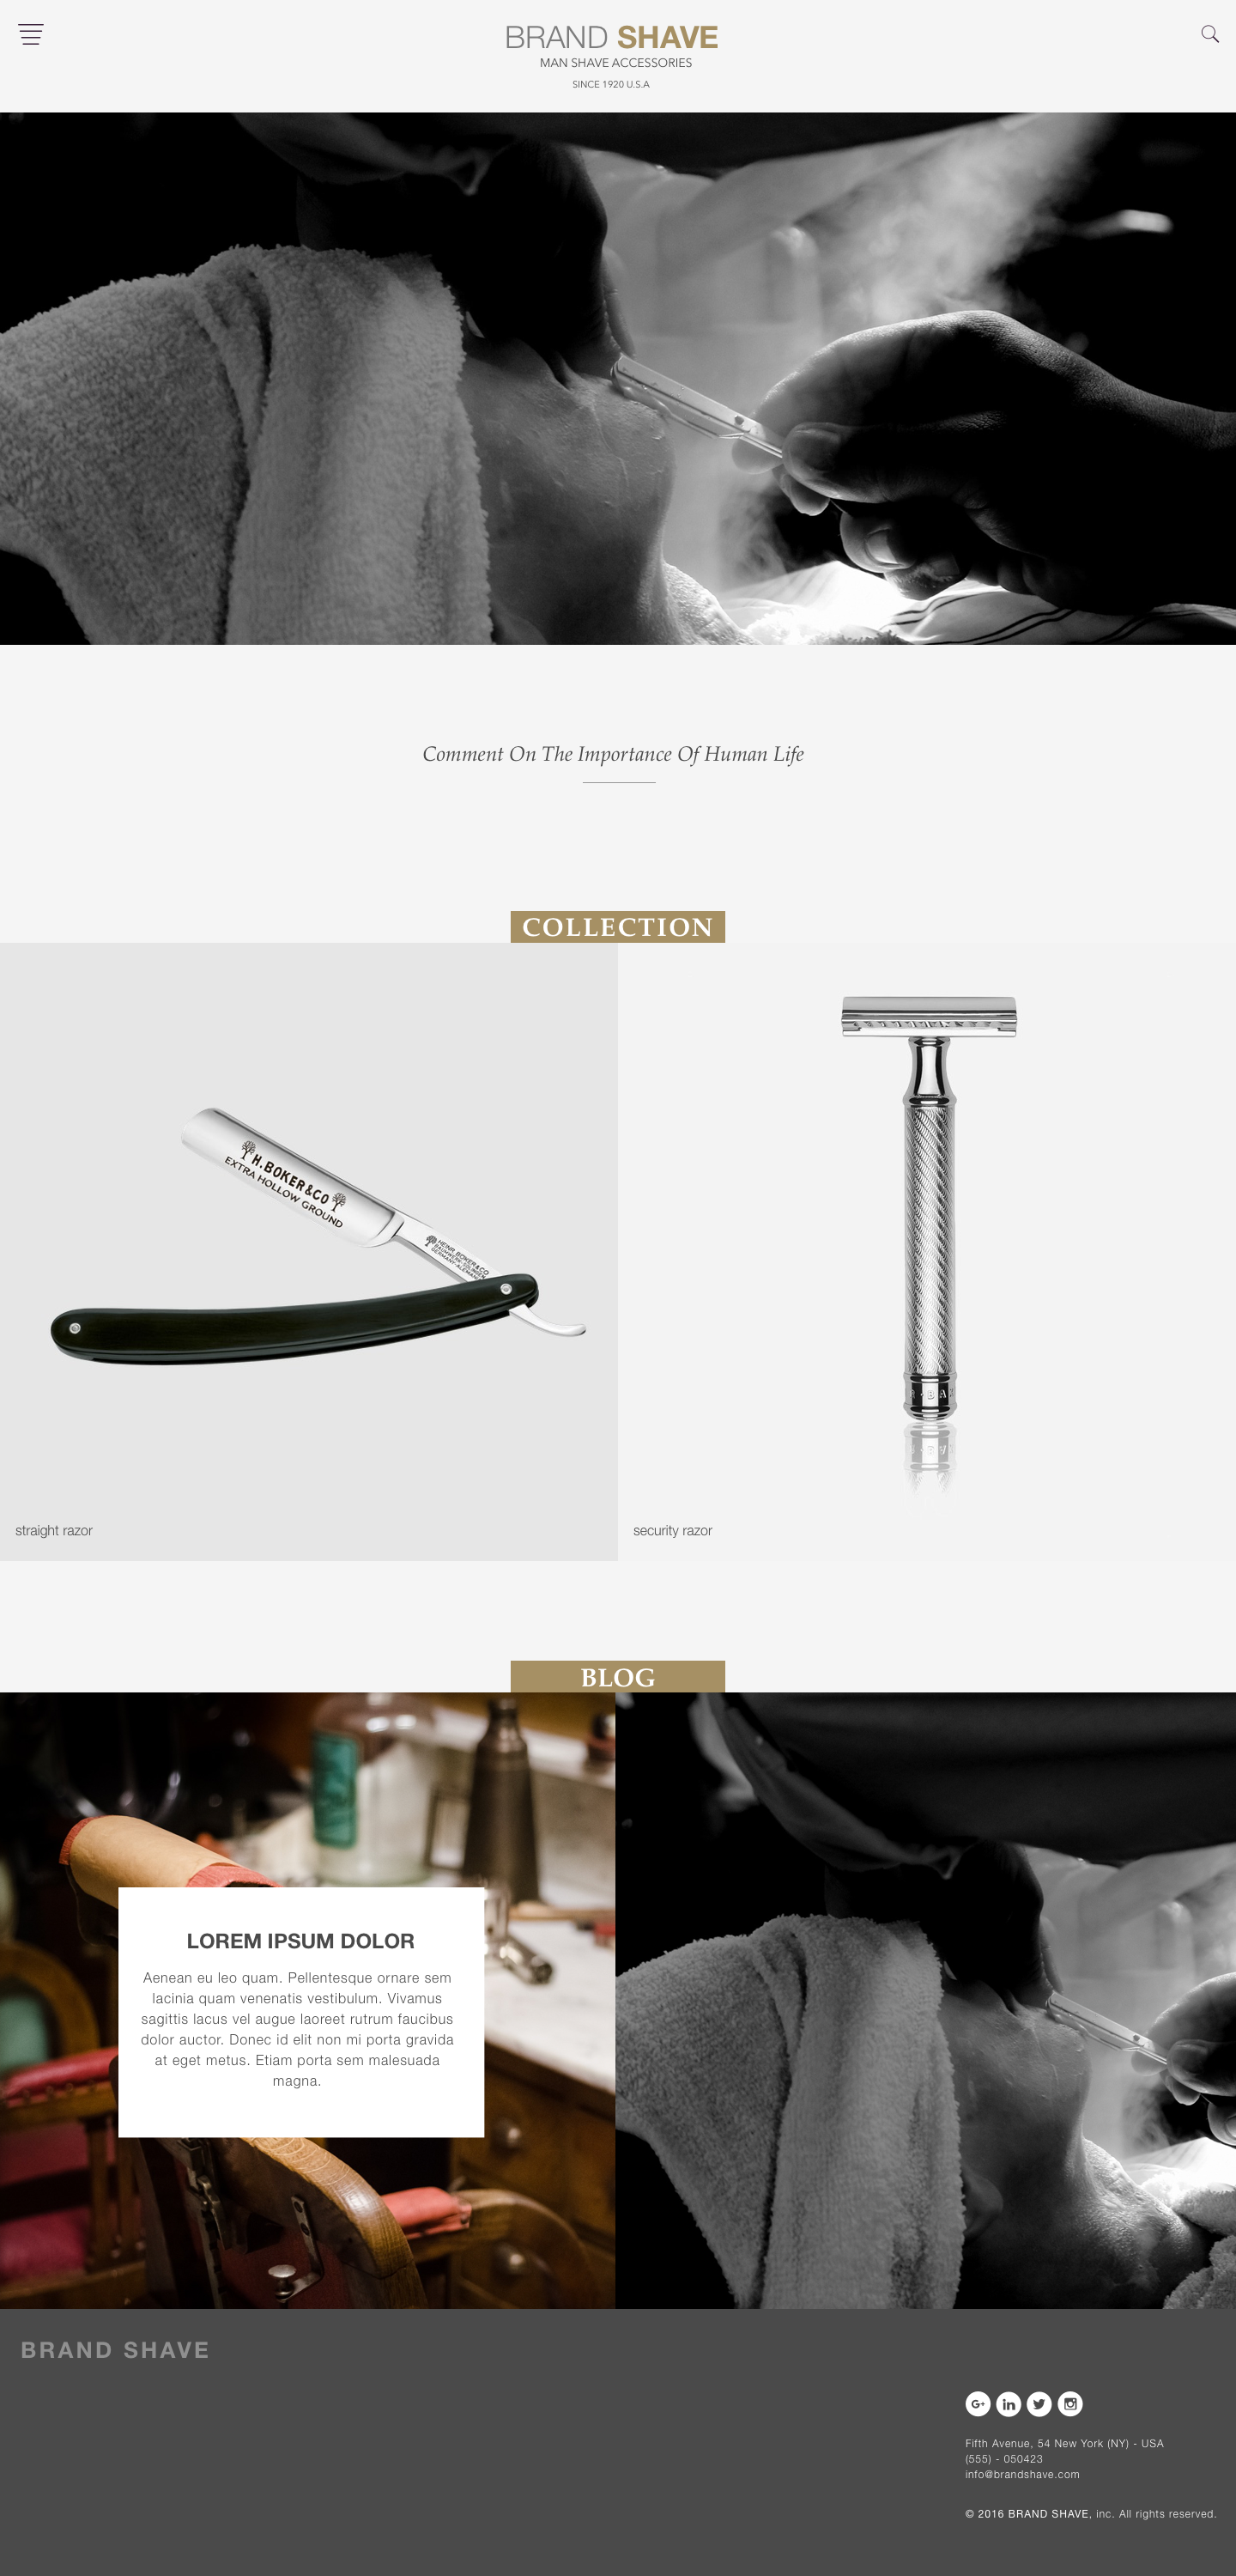 BRAND SHAVE
MAN SHAVE ACCESSORIES
SINCE 1920 U.S.A
Comment On The Importance Of Human Life
COLLECTION
H.BOKER&CO
EXTRA HOLLOW GROUND
HEINR.BOKER&CO
straight razor
security razor
BLOG
LOREM IPSUM DOLOR
Aenean eu leo quam. Pellentesque ornare sem
lacinia quam venenatis vestibulum. Vivamus
sagittis lacus vel augue laoreet rutrum faucibus
dolor auctor. Donec id elit non mi porta gravida
at eget metus. Etiam porta sem malesuada
magna.
BRAND SHAVE
G+ in
Fifth Avenue, 54 New York (NY) - USA
(555) - 050423
info@brandshave.com
© 2016 BRAND SHAVE, inc. All rights reserved.